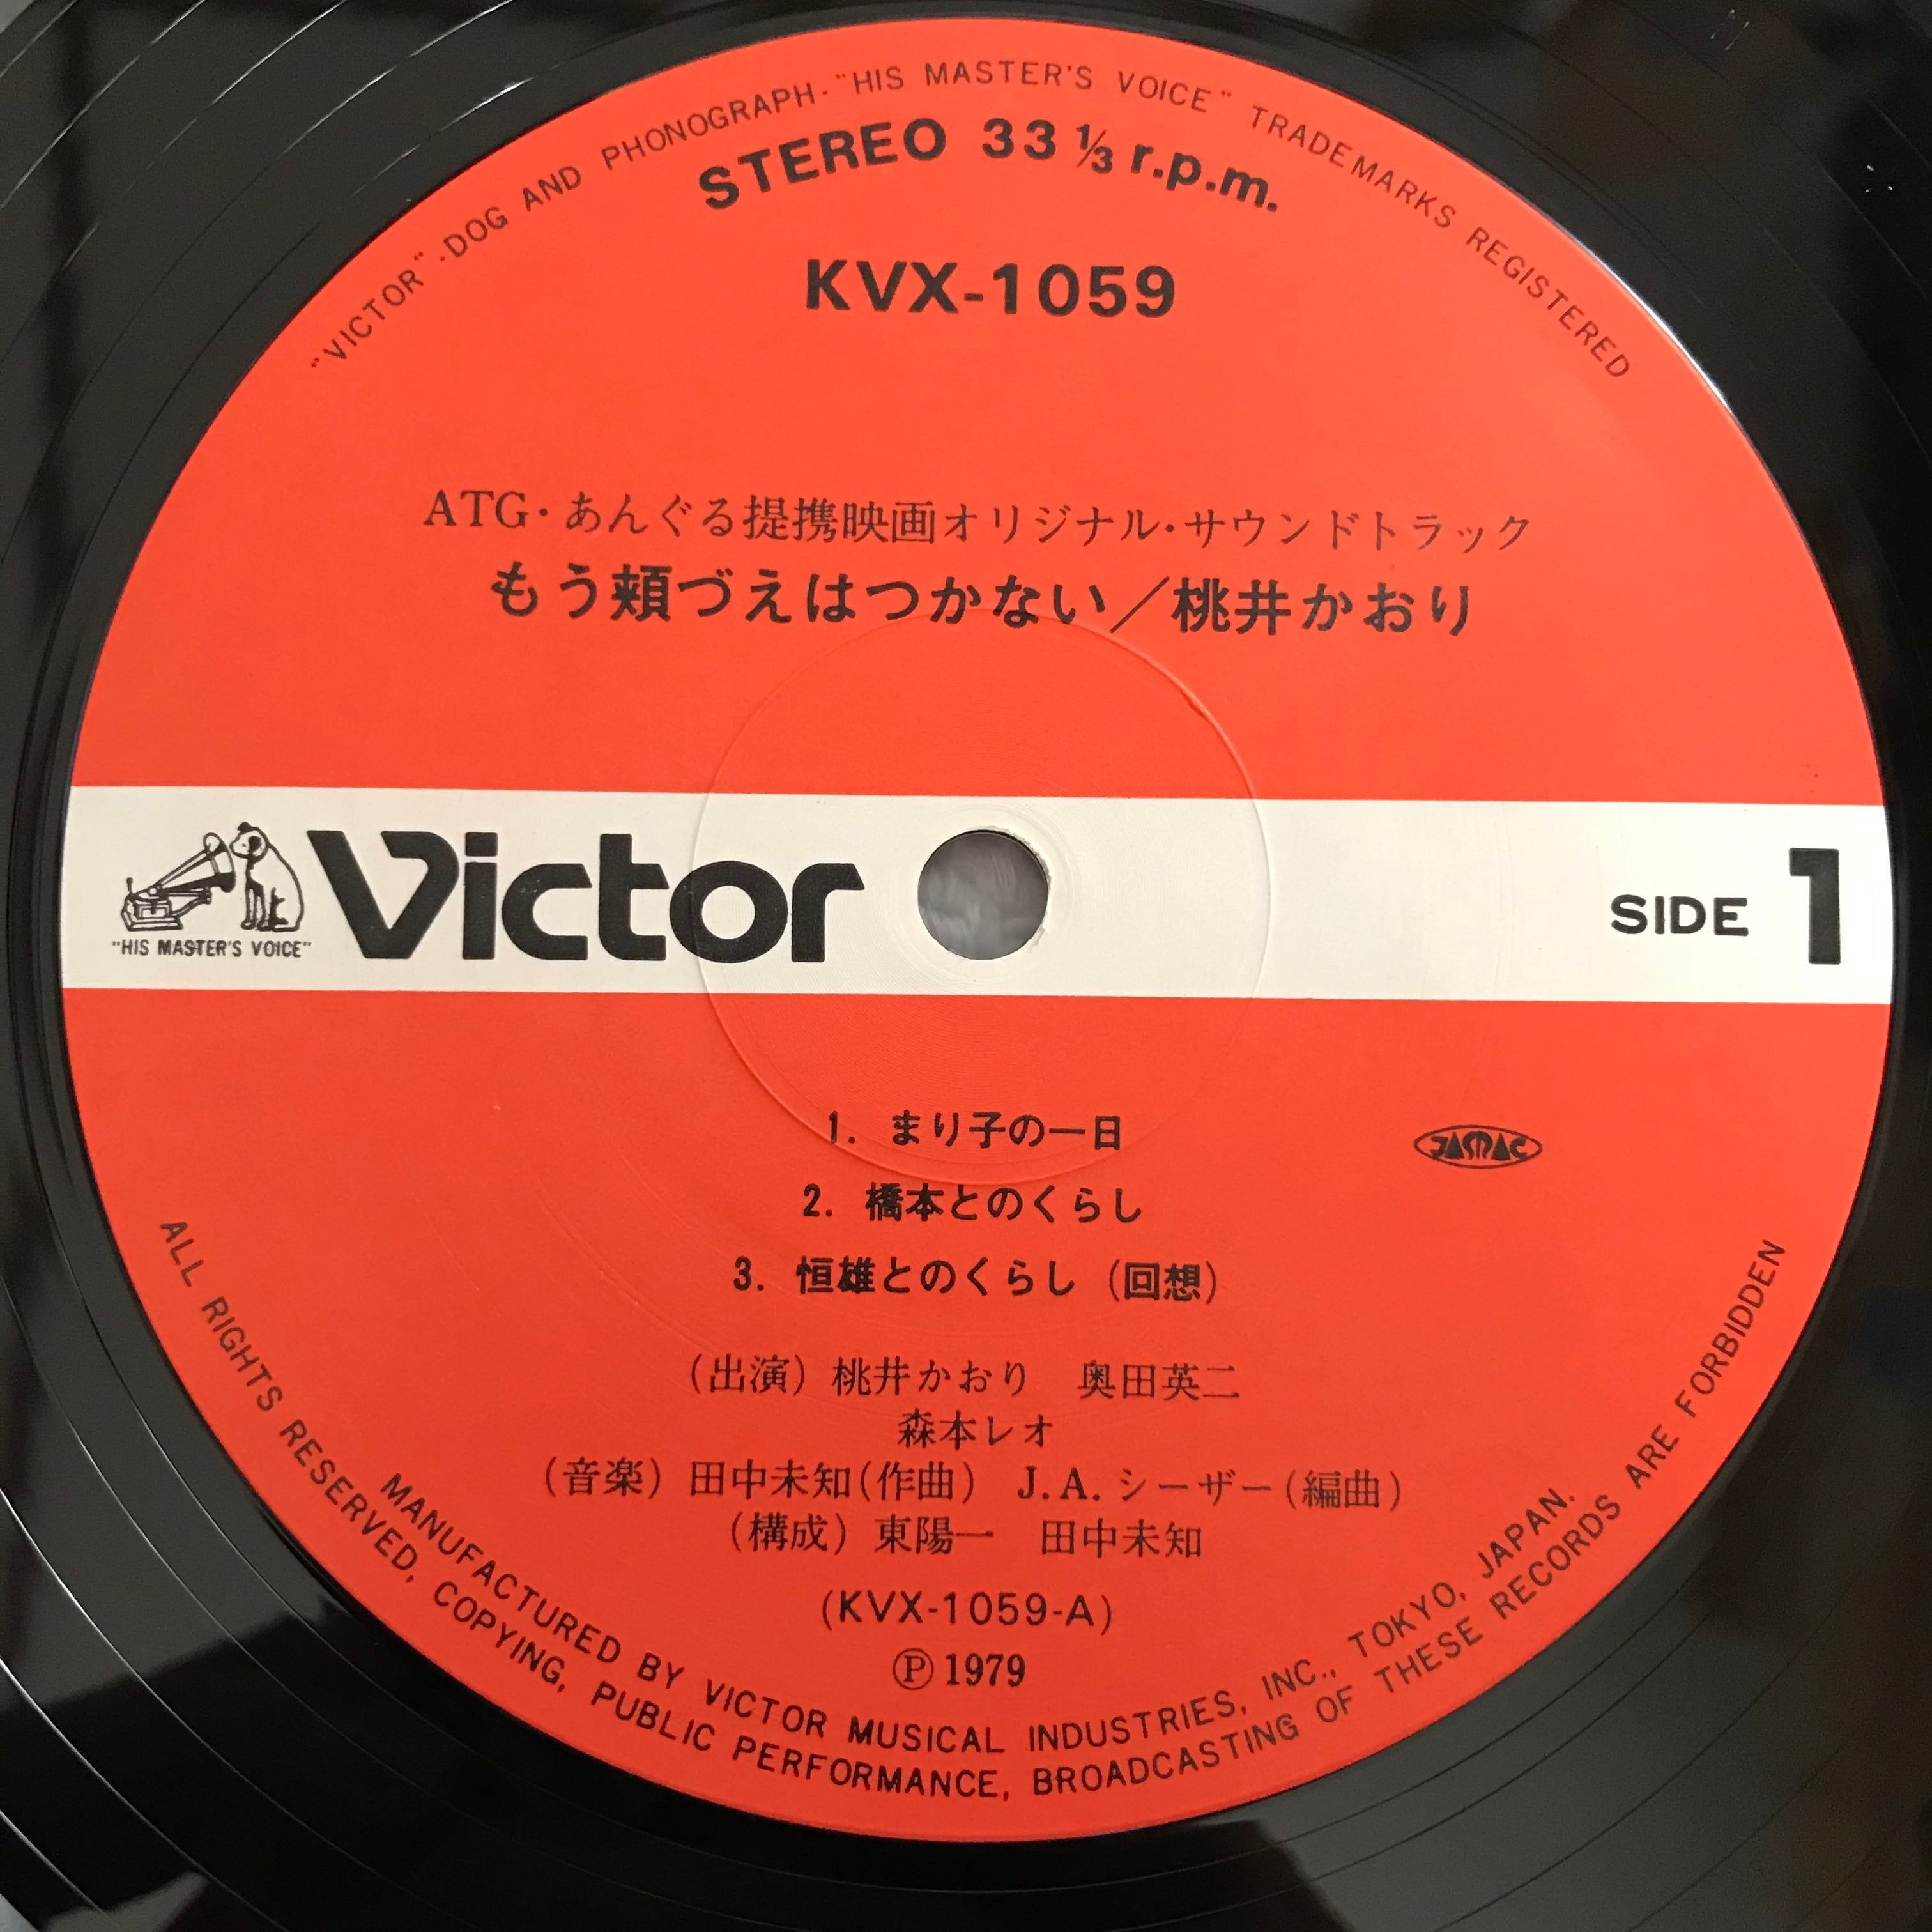 "VICTOR"-DOG AND PHONOGRAPH-"HIS MASTER'S VOICE" TRADEMARKS REGISTERED
STEREO 33 1/3 r.p.m.
KVX-1059
ATG・あんぐる提携映画オリジナル・サウンドトラック
もう頬づえはつかない／桃井かおり
"HIS MASTER'S VOICE"
Victor
SIDE 1
1. まり子の一日
JASRAC
2. 橋本とのくらし
3. 恒雄とのくらし (回想)
(出演) 桃井かおり 奥田英二
森本レオ
(音楽) 田中未知(作曲) J.A.シーザー(編曲)
(構成) 東陽一 田中未知
(KVX-1059-A)
Ⓟ1979
MANUFACTURED BY VICTOR MUSICAL INDUSTRIES, INC., TOKYO, JAPAN.
ALL RIGHTS RESERVED, COPYING, PUBLIC PERFORMANCE, BROADCASTING OF THESE RECORDS ARE FORBIDDEN